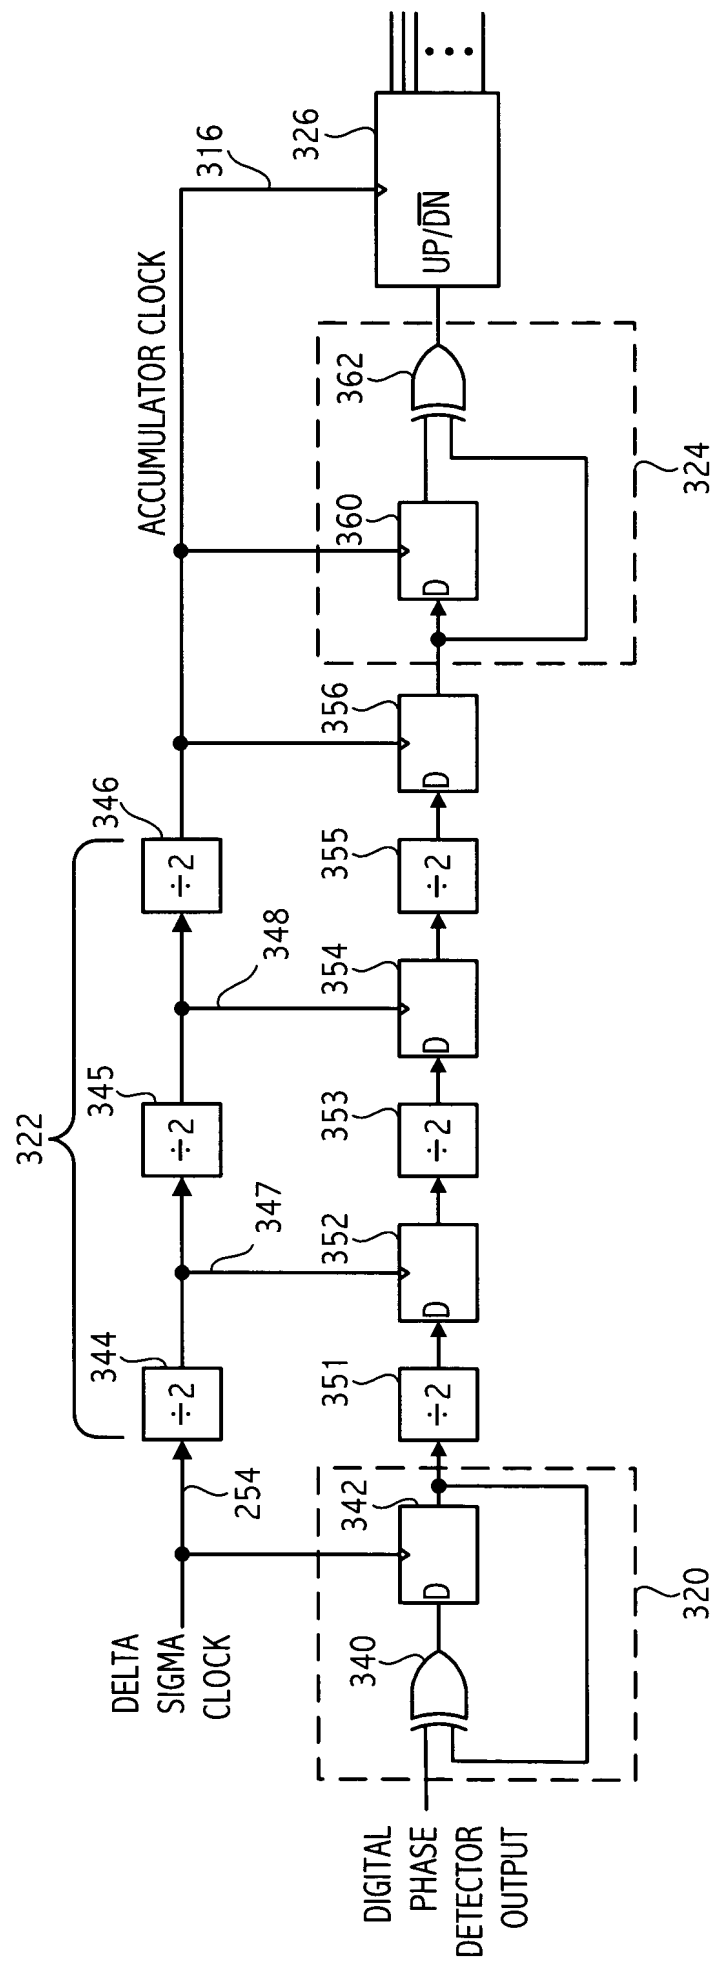 DELTA
SIGMA
CLOCK
254
322
344
345
346
347
348
ACCUMULATOR CLOCK
316
326
÷2
÷2
÷2
DIGITAL
PHASE
DETECTOR
OUTPUT
340
342
D
351
÷2
352
D
353
÷2
354
D
355
÷2
356
D
360
D
362
UP/D̅N̅
320
324